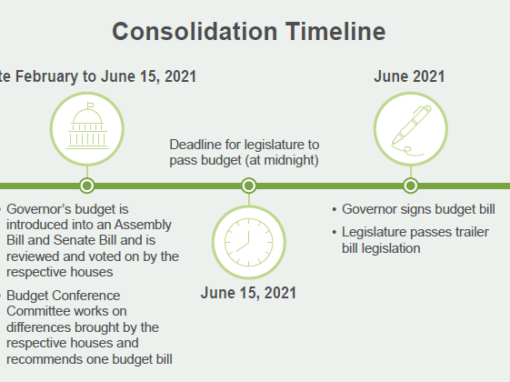 Consolidation Timeline
te February to June 15, 2021
June 2021
Deadline for legislature to
pass budget (at midnight)
Governor's budget is
introduced into an Assembly
Bill and Senate Bill and is
reviewed and voted on by the
respective houses
Budget Conference
Committee works on
differences brought by the
respective houses and
recommends one budget bill
June 15, 2021
• Governor signs budget bill
• Legislature passes trailer
bill legislation